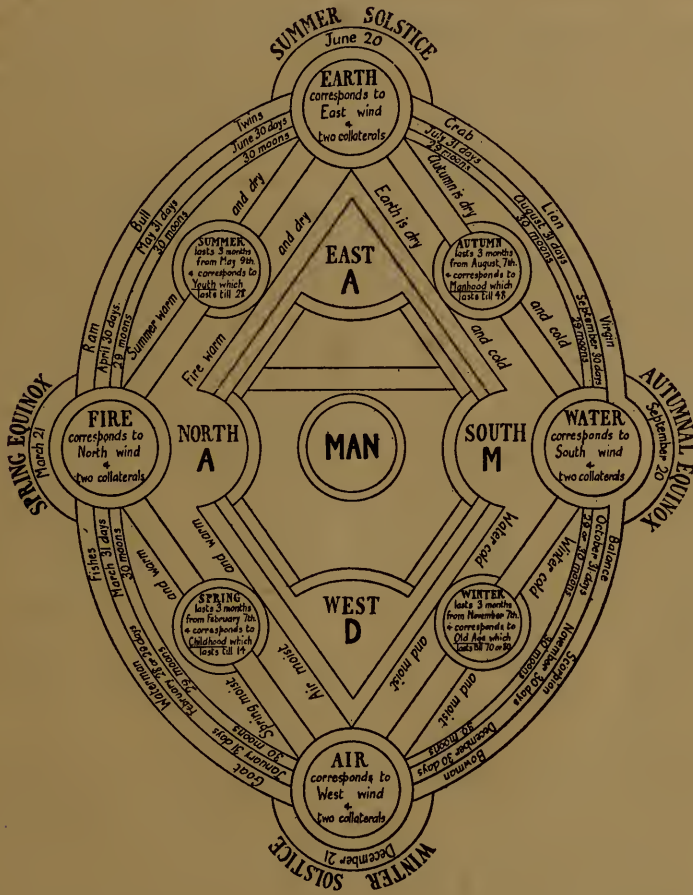 SUMMER SOLSTICE
June 20
EARTH
corresponds to
East wind
&
two collaterals
Twins
June 30 days
30 moons
Bull
May 31 days
30 moons
Ram
April 30 days.
29 moons
Crab
July 31 days
29 moons
Lion
August 31 days
30 moons
Virgin
September 30 days
29 moons
and dry
Summer warm
and dry
Fire warm
Earth is dry
and cold
Autumn is dry
and cold
SUMMER
lasts 3 months
from May 9th.
& corresponds to
Youth which
lasts till 28
AUTUMN
lasts 3 months
from August, 7th.
& corresponds to
Manhood which
lasts till 48
EAST
A
SPRING EQUINOX
March 21
FIRE
corresponds to
North wind
&
two collaterals
NORTH
A
MAN
SOUTH
M
WATER
corresponds to
South wind
&
two collaterals
AUTUMNAL EQUINOX
September 20
WEST
D
SPRING
lasts 3 months
from February 7th.
& corresponds to
Childhood which
lasts till 14
WINTER
lasts 3 months
from November 7th.
& corresponds to
Old Age which
lasts till 70 or 80
and warm
Spring moist
and warm
Air moist
Water cold
and moist
Winter cold
and moist
Fishes
March 31 days
30 moons
Waterman
February 28 or 29 days
29 moons
Goat
January 31 days
30 moons
Balance
October 31 days
29 or 30 moons
Scorpion
November 30 days
30 moons
Bowman
December 30 days
30 moons
AIR
corresponds to
West wind
&
two collaterals
December 21
WINTER SOLSTICE